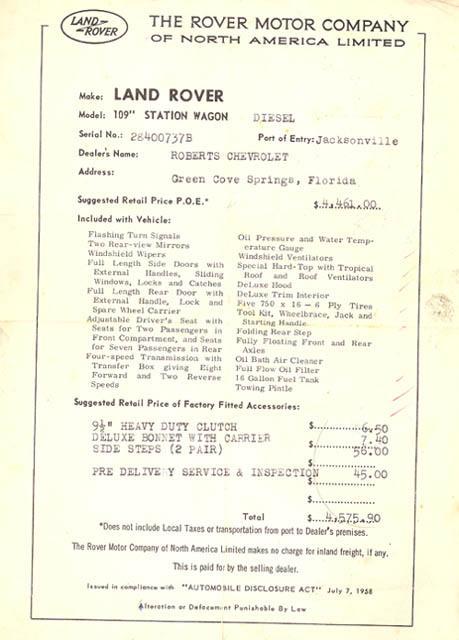 LAND
ROVER
THE ROVER MOTOR COMPANY
OF NORTH AMERICA LIMITED
Make: LAND ROVER
Model: 109" STATION WAGON DIESEL
Serial No.: 28400737B Port of Entry: Jacksonville
Dealer's Name: ROBERTS CHEVROLET
Address: Green Cove Springs, Florida
Suggested Retail Price P.O.E.* $ 4,461.00
Included with Vehicle:
Flashing Turn Signals
Two Rear-view Mirrors
Windshield Wipers
Full Length Side Doors with
External Handles, Sliding
Windows, Locks and Catches
Full Length Rear Door with
External Handle, Lock and
Spare Wheel Carrier
Adjustable Driver's Seat with
Seats for Two Passengers in
Front Compartment, and Seats
for Seven Passengers in Rear
Four-speed Transmission with
Transfer Box giving Eight
Forward and Two Reverse
Speeds
Oil Pressure and Water Temp-
erature Gauge
Windshield Ventilators
Special Hard-Top with Tropical
Roof and Roof Ventilators
DeLuxe Hood
DeLuxe Trim Interior
Five 750 x 16 — 6 Ply Tires
Tool Kit, Wheelbrace, Jack and
Starting Handle
Folding Rear Step
Fully Floating Front and Rear
Axles
Oil Bath Air Cleaner
Full Flow Oil Filter
16 Gallon Fuel Tank
Towing Pintle
Suggested Retail Price of Factory Fitted Accessories:
9½" HEAVY DUTY CLUTCH $ 6.50
DELUXE BONNET WITH CARRIER $ 7.40
SIDE STEPS (2 PAIR) 56.00
$
PRE DELIVERY SERVICE & INSPECTION 45.00
$
$
Total $ 4,575.90
*Does not include Local Taxes or transportation from port to Dealer's premises.
The Rover Motor Company of North America Limited makes no charge for inland freight, if any.
This is paid for by the selling dealer.
Issued in compliance with "AUTOMOBILE DISCLOSURE ACT" July 7, 1958
Alteration or Defacement Punishable By Law